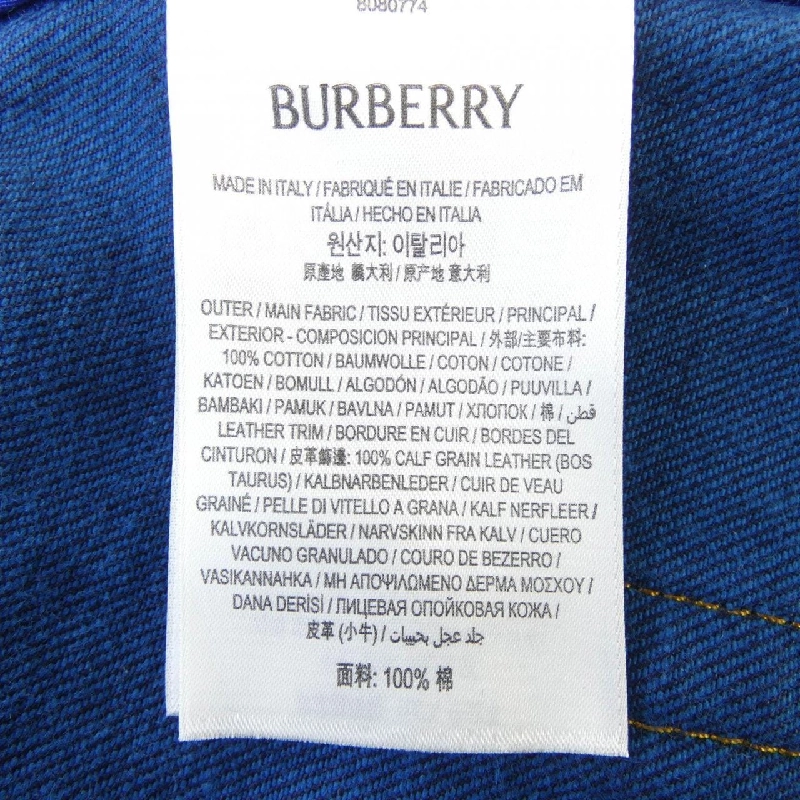 8080774
BURBERRY
MADE IN ITALY / FABRIQUÉ EN ITALIE / FABRICADO EM
ITÁLIA / HECHO EN ITALIA
원산지: 이탈리아
原產地 義大利 / 原产地 意大利
OUTER / MAIN FABRIC / TISSU EXTÉRIEUR / PRINCIPAL /
EXTERIOR - COMPOSICION PRINCIPAL / 外部/主要布料:
100% COTTON / BAUMWOLLE / COTON / COTONE /
KATOEN / BOMULL / ALGODÓN / ALGODÃO / PUUVILLA /
BAMBAKI / PAMUK / BAVLNA / PAMUT / ХЛОПОК / 棉 / قطن
LEATHER TRIM / BORDURE EN CUIR / BORDES DEL
CINTURON / 皮革飾邊: 100% CALF GRAIN LEATHER (BOS
TAURUS) / KALBNARBENLEDER / CUIR DE VEAU
GRAINÉ / PELLE DI VITELLO A GRANA / KALF NERFLEER /
KALVKORNSLÄDER / NARVSKINN FRA KALV / CUERO
VACUNO GRANULADO / COURO DE BEZERRO /
VASIKANNAHKA / ΜΗ ΑΠΟΨΙΛΩΜΕΝΟ ΔΕΡΜΑ ΜΟΣΧΟΥ /
DANA DERİSİ / ЛИЦЕВАЯ ОПОЙКОВАЯ КОЖА /
皮革 (小牛) / جلد عجل بحبيبات
面料: 100% 棉